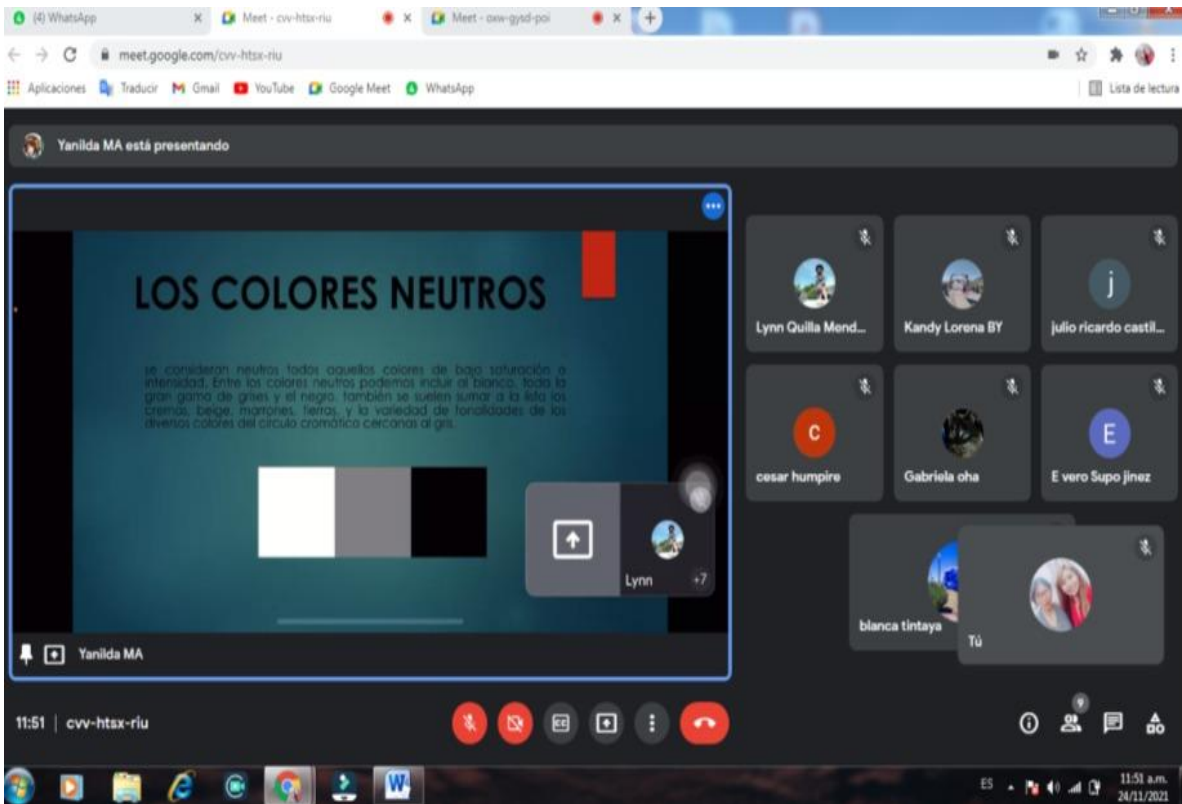 (4) WhatsApp
Meet - cvv-htsx-riu
Meet - oxw-gysd-poi
meet.google.com/cvv-htsx-riu
Aplicaciones Traducir Gmail YouTube Google Meet WhatsApp Lista de lectura
Yanilda MA está presentando
LOS COLORES NEUTROS
se consideran neutros todos aquellos colores de baja saturación o
intensidad. Entre los colores neutros podemos incluir al blanco, toda la
gran gama de grises y el negro. también se suelen sumar a la lista los
cremas, beige, marrones, tierras, y la variedad de tonalidades de los
diversos colores del círculo cromático cercanas al gris.
Lynn +7
Yanilda MA
Lynn Quilla Mend...
Kandy Lorena BY
julio ricardo castil...
j
c
cesar humpire
Gabriela oha
E
E vero Supo jinez
blanca tintaya
Tú
11:51 | cvv-htsx-riu
CC
9
W
ES
11:51 a.m.
24/11/2021